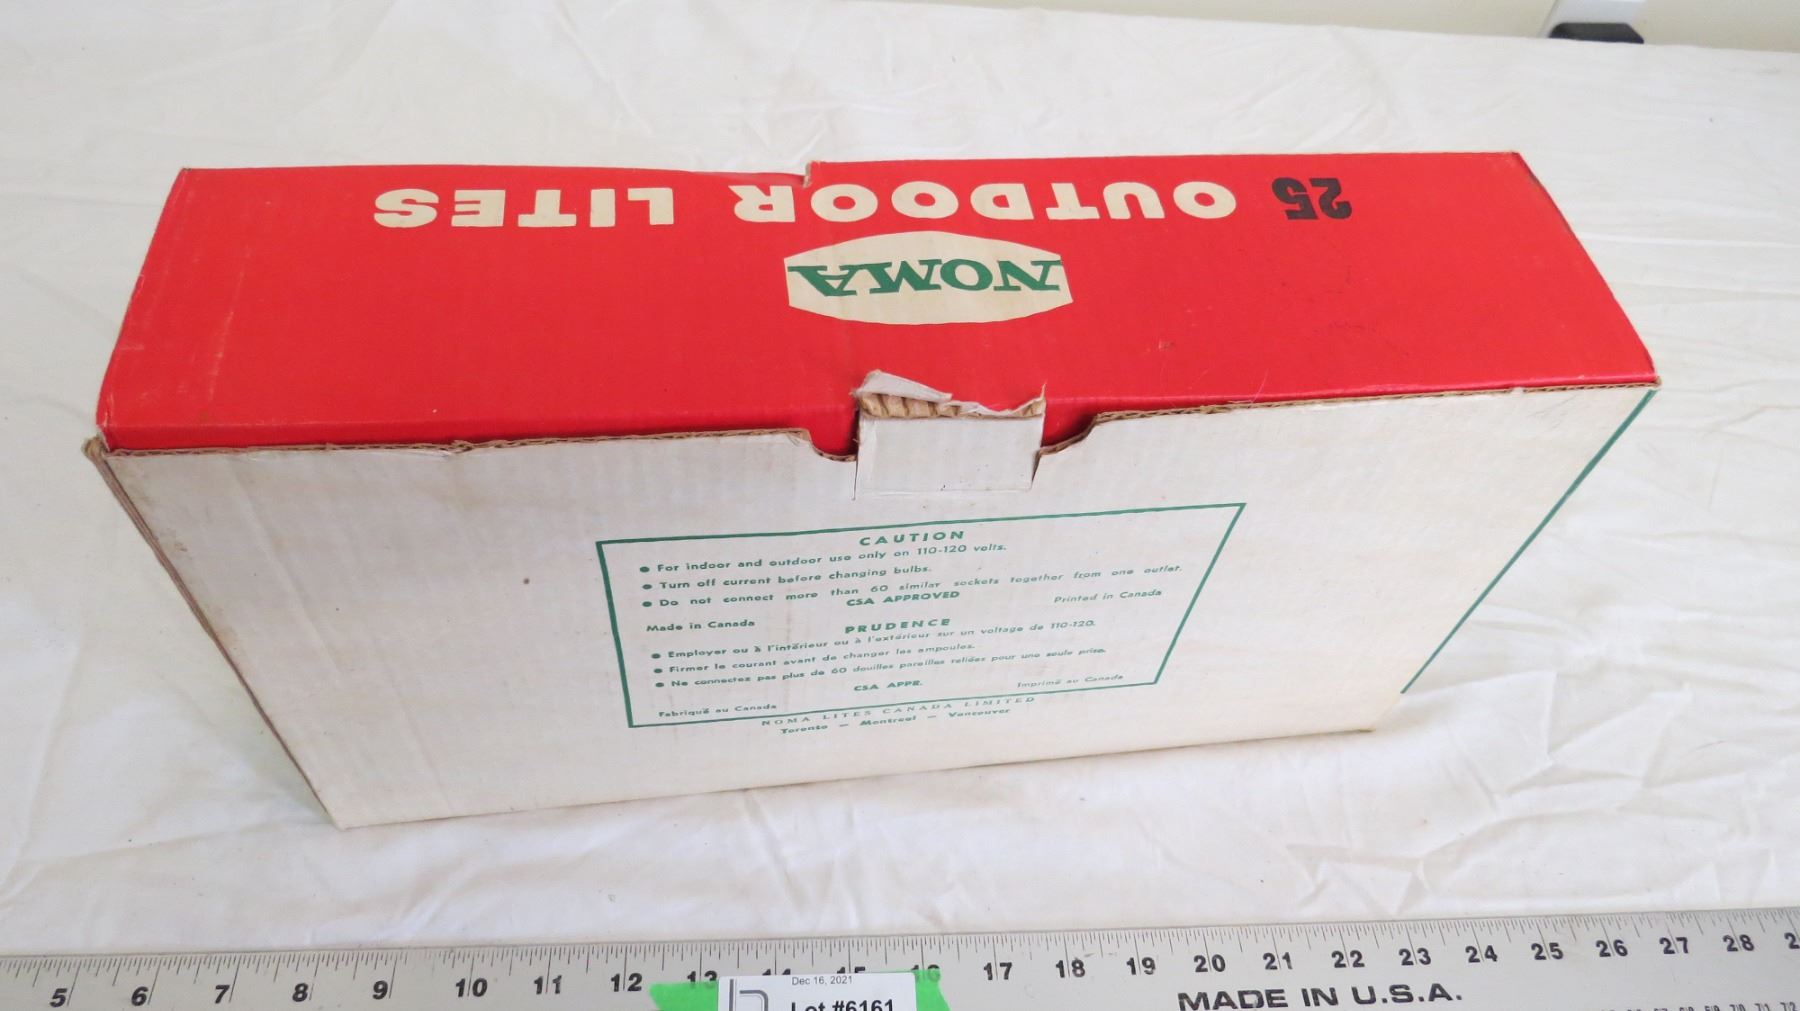 25 OUTDOOR LITES
NOMA
CAUTION
• For indoor and outdoor use only on 110-120 volts.
• Turn off current before changing bulbs.
• Do not connect more than 60 similar sockets together from one outlet.
CSA APPROVED
Made in Canada
Printed in Canada
PRUDENCE
• Employer ou à l'intérieur ou à l'extérieur sur un voltage de 110-120.
• Firmer le courant avant de changer les ampoules.
• Ne connectez pas plus de 60 douilles pareilles reliées pour une seule prise.
CSA APPR.
Fabriqué au Canada
Imprimé au Canada
NOMA LITES CANADA LIMITED
Toronto — Montreal — Vancouver
5 6 7 8 9 10 11 12 13 14 15 16 17 18 19 20 21 22 23 24 25 26 27 28
MADE IN U.S.A.
Dec 16, 2021
Lot #6161